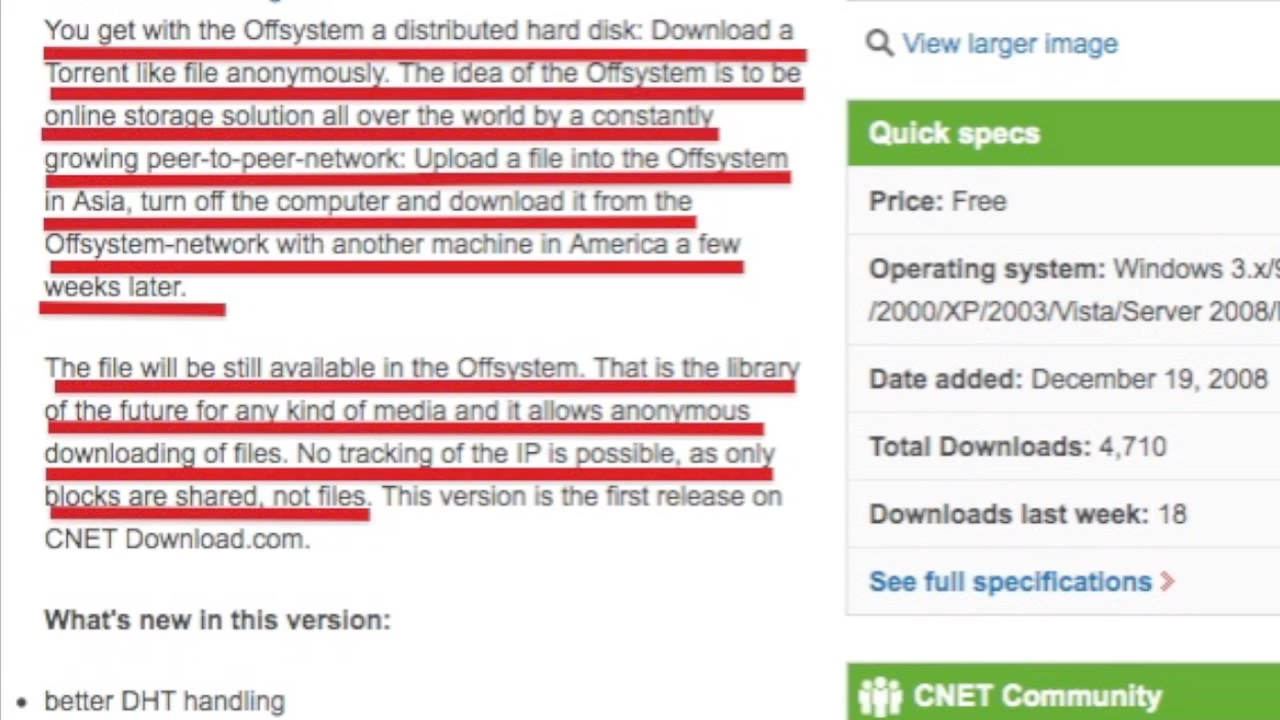 You get with the Offsystem a distributed hard disk: Download a
Torrent like file anonymously. The idea of the Offsystem is to be
online storage solution all over the world by a constantly
growing peer-to-peer-network: Upload a file into the Offsystem
in Asia, turn off the computer and download it from the
Offsystem-network with another machine in America a few
weeks later.
The file will be still available in the Offsystem. That is the library
of the future for any kind of media and it allows anonymous
downloading of files. No tracking of the IP is possible, as only
blocks are shared, not files. This version is the first release on
CNET Download.com.
What's new in this version:
• better DHT handling
View larger image
Quick specs
Price: Free
Operating system: Windows 3.x/9
/2000/XP/2003/Vista/Server 2008/
Date added: December 19, 2008
Total Downloads: 4,710
Downloads last week: 18
See full specifications
CNET Community